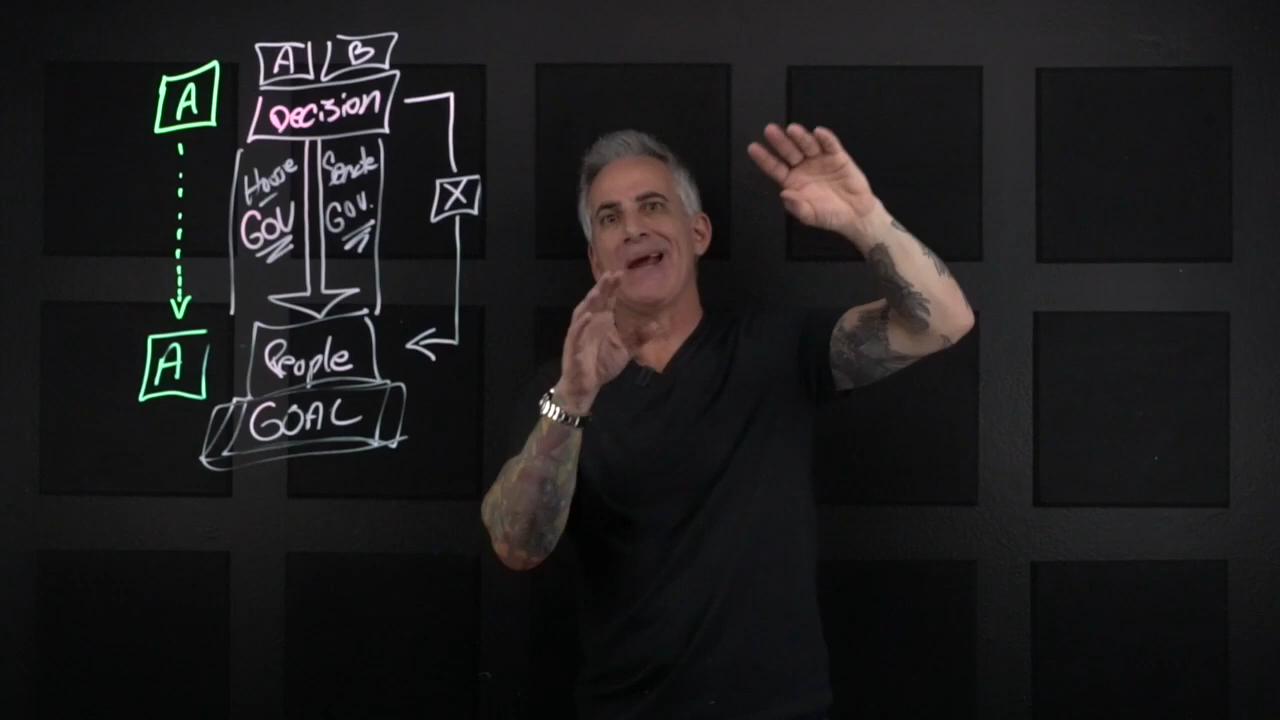 A B
A
Decision
House Senate
GOV GOV.
X
People
A
GOAL